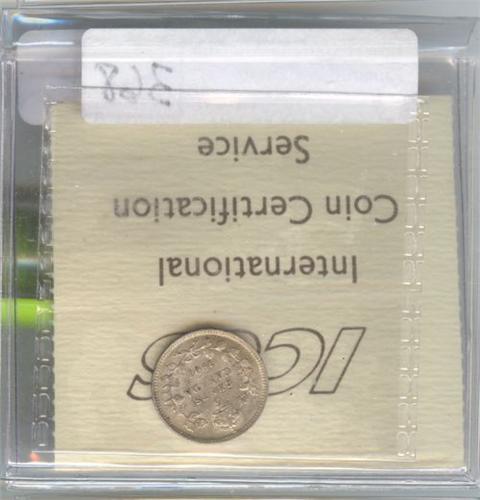 ICCS
International
Coin Certification
Service